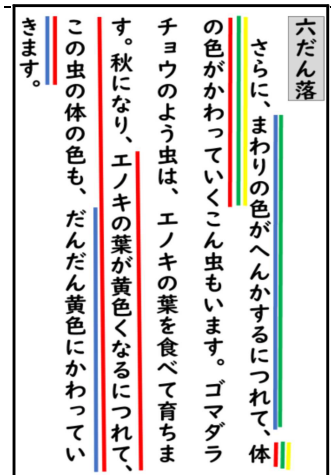 六だん落
さらに、まわりの色がへんかするにつれて、体
の色がかわっていくこん虫もいます。ゴマダラ
チョウのよう虫は、エノキの葉を食べて育ちま
す。秋になり、エノキの葉が黄色くなるにつれて、
この虫の体の色も、だんだん黄色にかわってい
きます。